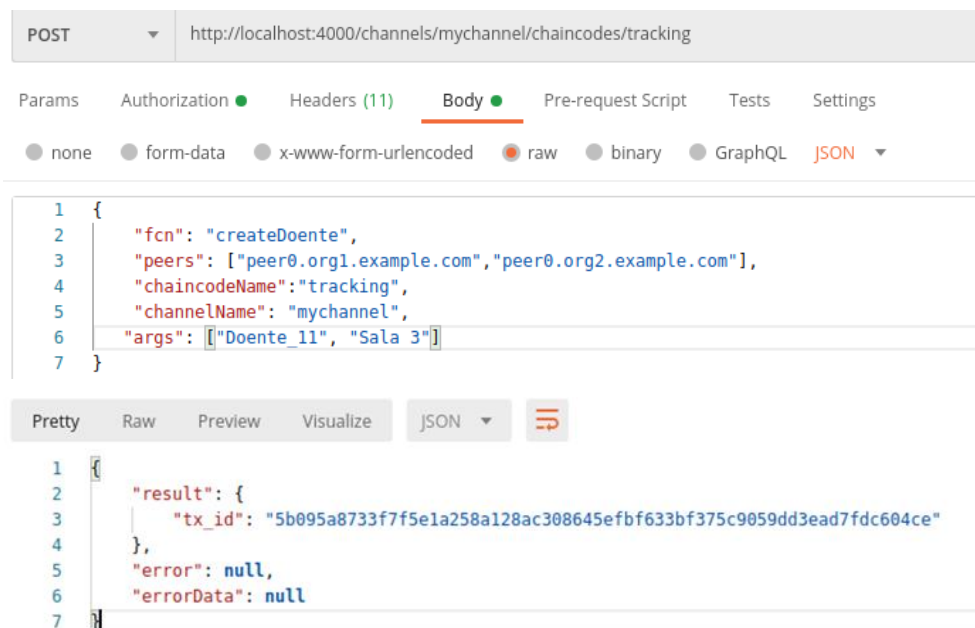 POST http://localhost:4000/channels/mychannel/chaincodes/tracking
Params Authorization Headers (11) Body Pre-request Script Tests Settings
none form-data x-www-form-urlencoded raw binary GraphQL JSON
1 {
2 "fcn": "createDoente",
3 "peers": ["peer0.org1.example.com","peer0.org2.example.com"],
4 "chaincodeName":"tracking",
5 "channelName": "mychannel",
6 "args": ["Doente_11", "Sala 3"]
7 }
Pretty Raw Preview Visualize JSON
1 {
2 "result": {
3 "tx_id": "5b095a8733f7f5e1a258a128ac308645efbf633bf375c9059dd3ead7fdc604ce"
4 },
5 "error": null,
6 "errorData": null
7 }